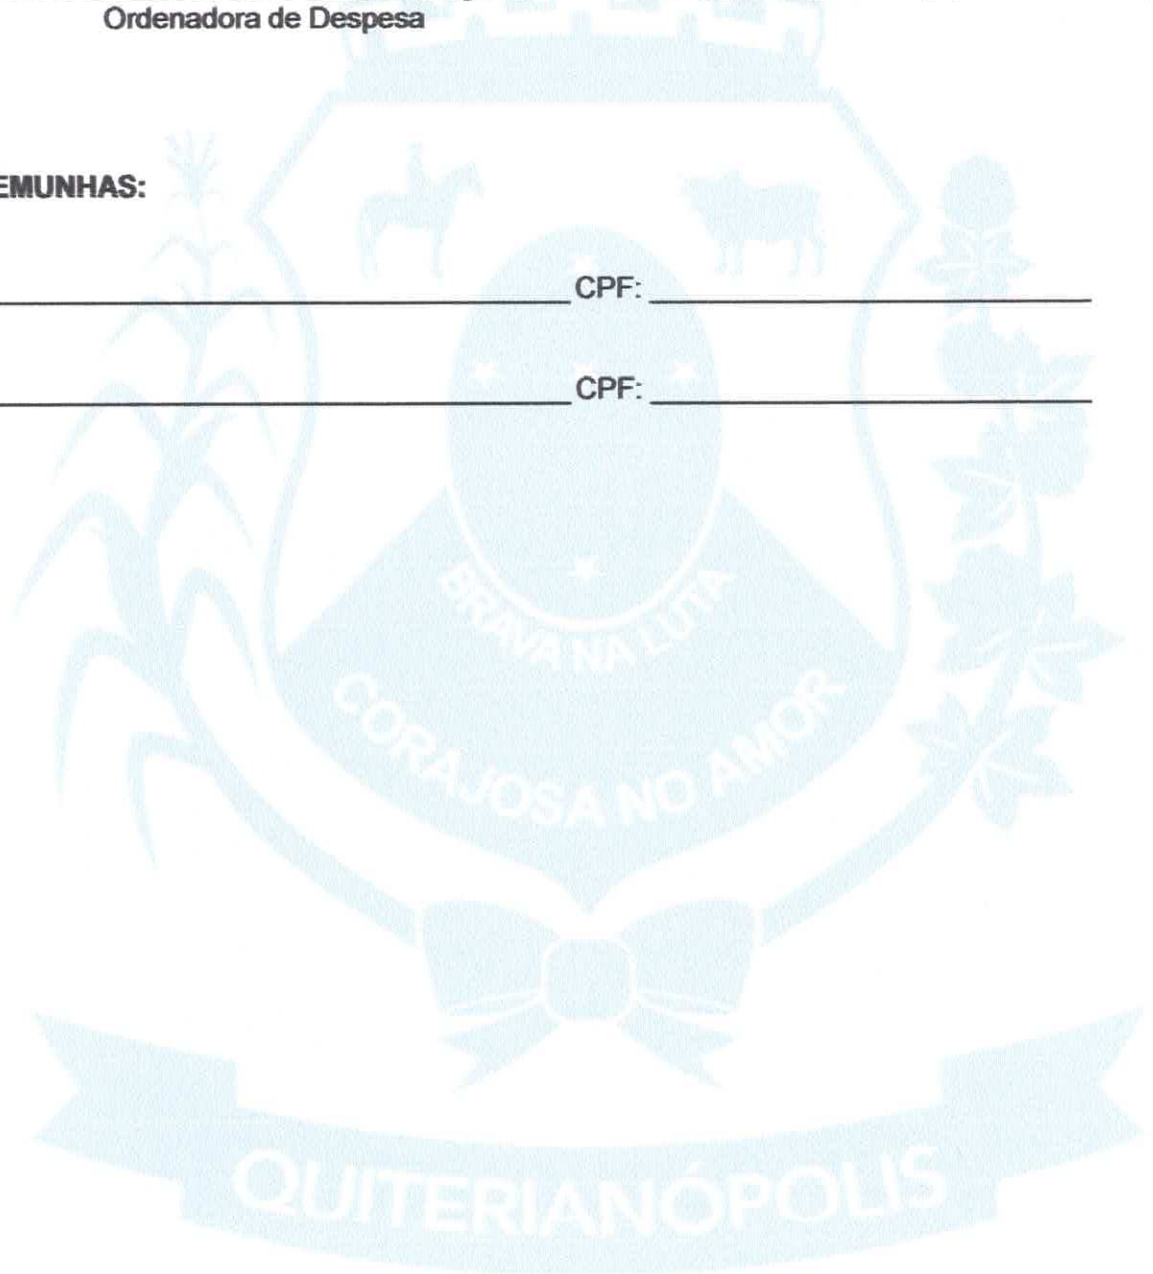 Ordenadora de Despesa
EMUNHAS:
CPF:
CPF:
BRAVA NA LUTA
CORAJOSA NO AMOR
QUITERIANÓPOLIS